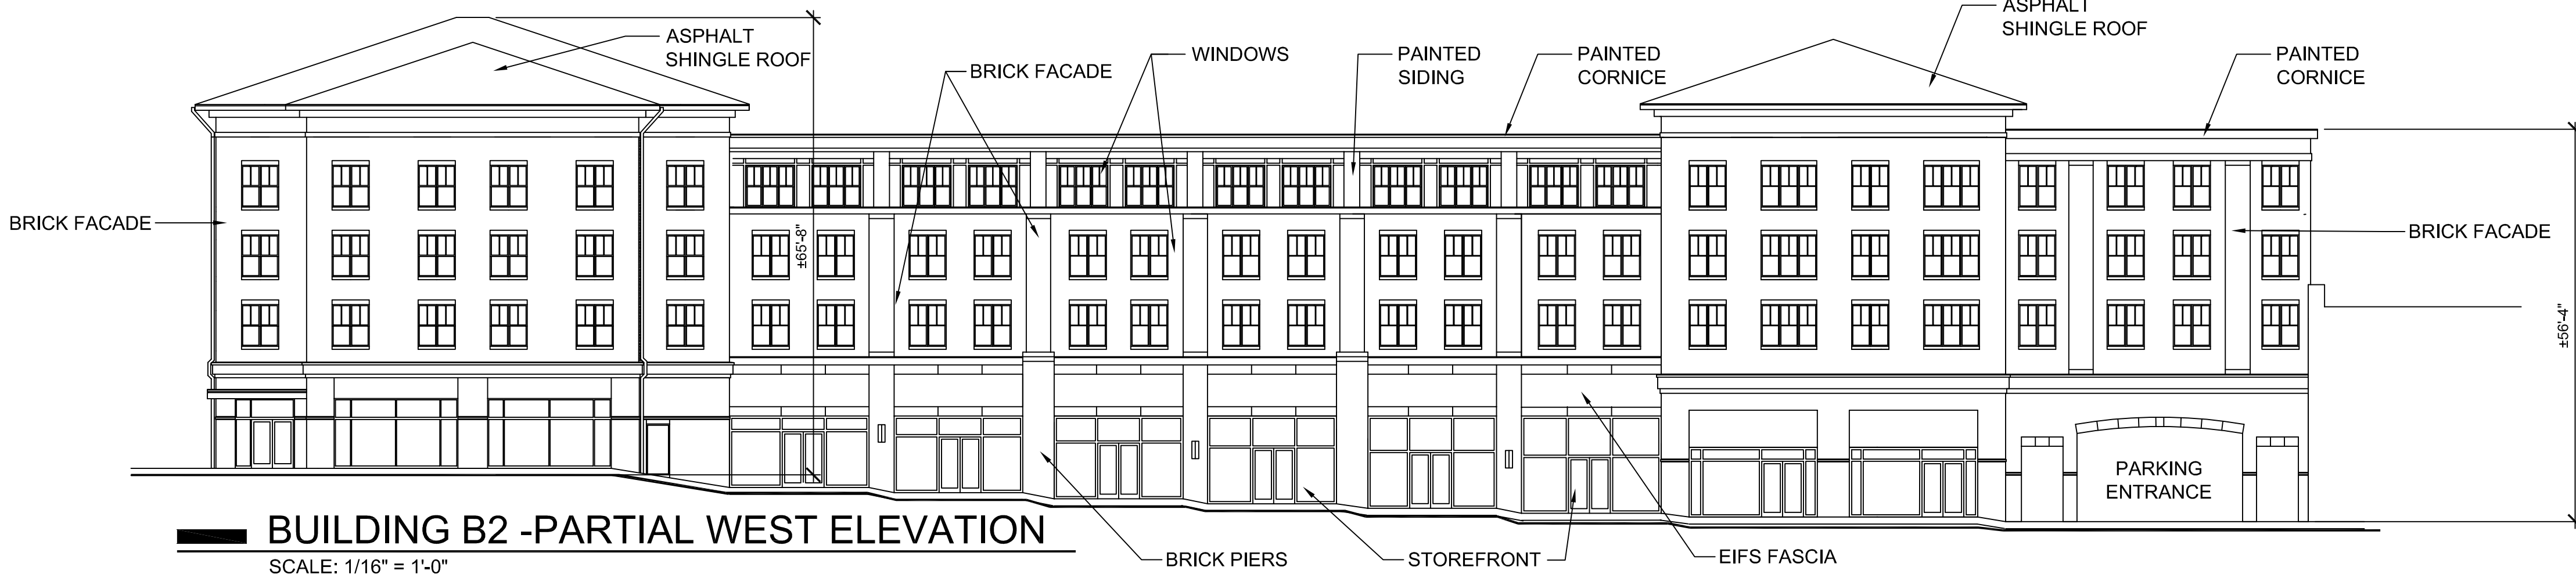 ASPHALT
SHINGLE ROOF
BRICK FACADE
WINDOWS
PAINTED
SIDING
PAINTED
CORNICE
ASPHALT
SHINGLE ROOF
PAINTED
CORNICE
BRICK FACADE
±65'-8"
BRICK FACADE
±56'-4"
PARKING
ENTRANCE
BUILDING B2 -PARTIAL WEST ELEVATION
SCALE: 1/16" = 1'-0"
BRICK PIERS
STOREFRONT
EIFS FASCIA